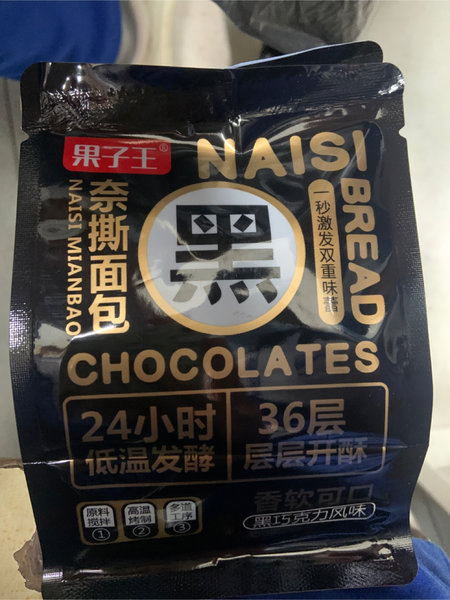 果子王®
NAISI
BREAD
奈撕面包
NAISI MIANBAO
黑
一秒激发双重味蕾
CHOCOLATES
24小时
低温发酵
36层
层层开酥
原料
搅拌
①
高温
烤制
②
多道
工序
③
香软可口
黑巧克力风味